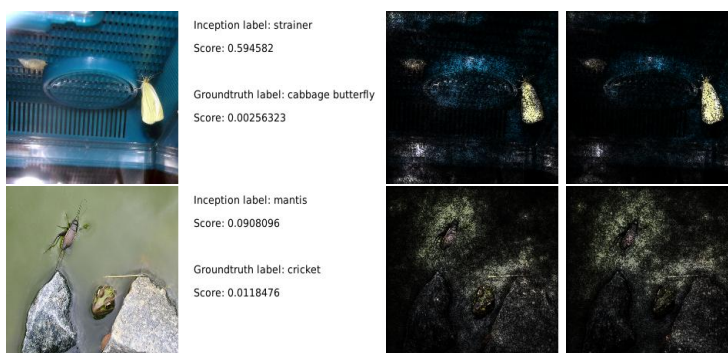 Inception label: strainer
Score: 0.594582
Groundtruth label: cabbage butterfly
Score: 0.00256323
Inception label: mantis
Score: 0.0908096
Groundtruth label: cricket
Score: 0.0118476